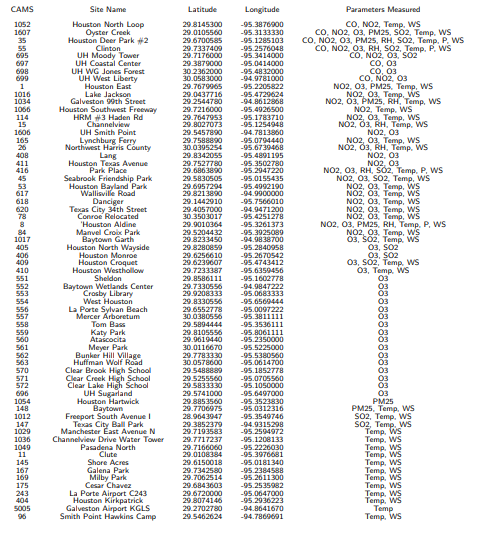 CAMS Site Name Latitude Longitude Parameters Measured
1052 Houston North Loop 29.8145300 -95.3876900 CO, NO2, Temp, WS
1607 Oyster Creek 29.0105060 -95.3133330 CO, NO2, O3, PM25, SO2, Temp, WS
35 Houston Deer Park #2 29.6700585 -95.1285103 CO, NO2, O3, PM25, RH, SO2, Temp, P, WS
55 Clinton 29.7337409 -95.2576048 CO, NO2, O3, RH, SO2, Temp, P, WS
695 UH Moody Tower 29.7176000 -95.3414000 CO, NO2, O3, SO2
697 UH Coastal Center 29.3879000 -95.0414000 CO, O3
698 UH WG Jones Forest 30.2362000 -95.4832000 CO, O3
699 UH West Liberty 30.0583000 -94.9781000 CO, NO2, O3
1 Houston East 29.7679965 -95.2205822 NO2, O3, PM25, Temp, WS
1016 Lake Jackson 29.0437716 -95.4729624 NO2, O3, Temp, WS
1034 Galveston 99th Street 29.2544780 -94.8612868 NO2, O3, PM25, RH, Temp, WS
1066 Houston Southwest Freeway 29.7216000 -95.4926500 NO2, Temp, WS
114 HRM #3 Haden Rd 29.7647953 -95.1783710 NO2, O3, Temp, WS
15 Channelview 29.8027073 -95.1254948 NO2, O3, RH, Temp, WS
1606 UH Smith Point 29.5457890 -94.7813860 NO2, O3
165 Lynchburg Ferry 29.7588890 -95.0794440 NO2, O3, Temp, WS
26 Northwest Harris County 30.0395254 -95.6739468 NO2, O3, RH, Temp, WS
408 Lang 29.8342055 -95.4891195 NO2, O3
411 Houston Texas Avenue 29.7527780 -95.3502780 NO2, O3
416 Park Place 29.6863890 -95.2947220 NO2, O3, RH, SO2, Temp, P, WS
45 Seabrook Friendship Park 29.5830505 -95.0155435 NO2, O3, SO2, Temp, WS
53 Houston Bayland Park 29.6957294 -95.4992190 NO2, O3, Temp, WS
617 Wallisville Road 29.8213890 -94.9900000 NO2, O3, Temp, WS
618 Danciger 29.1442910 -95.7566010 NO2, O3, Temp, WS
620 Texas City 34th Street 29.4057000 -94.9471200 NO2, O3, Temp, WS
78 Conroe Relocated 30.3503017 -95.4251278 NO2, O3, Temp, WS
8 'Houston Aldine 29.9010364 -95.3261373 NO2, O3, PM25, RH, Temp, P, WS
84 Manvel Croix Park 29.5204432 -95.3925089 NO2, O3, Temp, WS
1017 Baytown Garth 29.8233450 -94.9838700 O3, SO2, Temp, WS
405 Houston North Wayside 29.8280859 -95.2840958 O3, SO2
406 Houston Monroe 29.6256610 -95.2670542 O3, SO2
409 Houston Croquet 29.6239607 -95.4743412 O3, SO2, Temp, WS
410 Houston Westhollow 29.7233387 -95.6359456 O3, Temp, WS
551 Sheldon 29.8586111 -95.1602778 O3
552 Baytown Wetlands Center 29.7330556 -94.9847222 O3
553 Crosby Library 29.9208333 -95.0683333 O3
554 West Houston 29.8330556 -95.6569444 O3
556 La Porte Sylvan Beach 29.6552778 -95.0097222 O3
557 Mercer Arboretum 30.0380556 -95.3811111 O3
558 Tom Bass 29.5894444 -95.3536111 O3
559 Katy Park 29.8105556 -95.8061111 O3
560 Atascocita 29.9619440 -95.2350000 O3
561 Meyer Park 30.0116670 -95.5225000 O3
562 Bunker Hill Village 29.7783330 -95.5380560 O3
563 Huffman Wolf Road 30.0578600 -95.0614700 O3
570 Clear Brook High School 29.5488889 -95.1852778 O3
571 Clear Creek High School 29.5255560 -95.0705560 O3
572 Clear Lake High School 29.5833330 -95.1050000 O3
696 UH Sugarland 29.5741000 -95.6497000 O3
1054 Houston Hartwick 29.8853560 -95.3523830 PM25
148 Baytown 29.7706975 -95.0312316 PM25, Temp, WS
1012 Freeport South Avenue I 28.9643947 -95.3549746 SO2, Temp, WS
147 Texas City Ball Park 29.3852379 -94.9315298 SO2, Temp, WS
1029 Manchester East Avenue N 29.7193583 -95.2594972 Temp, WS
1036 Channelview Drive Water Tower 29.7717237 -95.1208133 Temp, WS
1049 Pasadena North 29.7166060 -95.2226030 Temp, WS
11 Clute 29.0108384 -95.3976681 Temp, WS
145 Shore Acres 29.6150018 -95.0181340 Temp, WS
167 Galena Park 29.7342580 -95.2384588 Temp, WS
169 Milby Park 29.7062514 -95.2611300 Temp, WS
175 Cesar Chavez 29.6843603 -95.2535982 Temp, WS
243 La Porte Airport C243 29.6720000 -95.0647000 Temp, WS
404 Houston Kirkpatrick 29.8074146 -95.2936223 Temp, WS
5005 Galveston Airport KGLS 29.2702780 -94.8641670 Temp
96 Smith Point Hawkins Camp 29.5462624 -94.7869691 Temp, WS